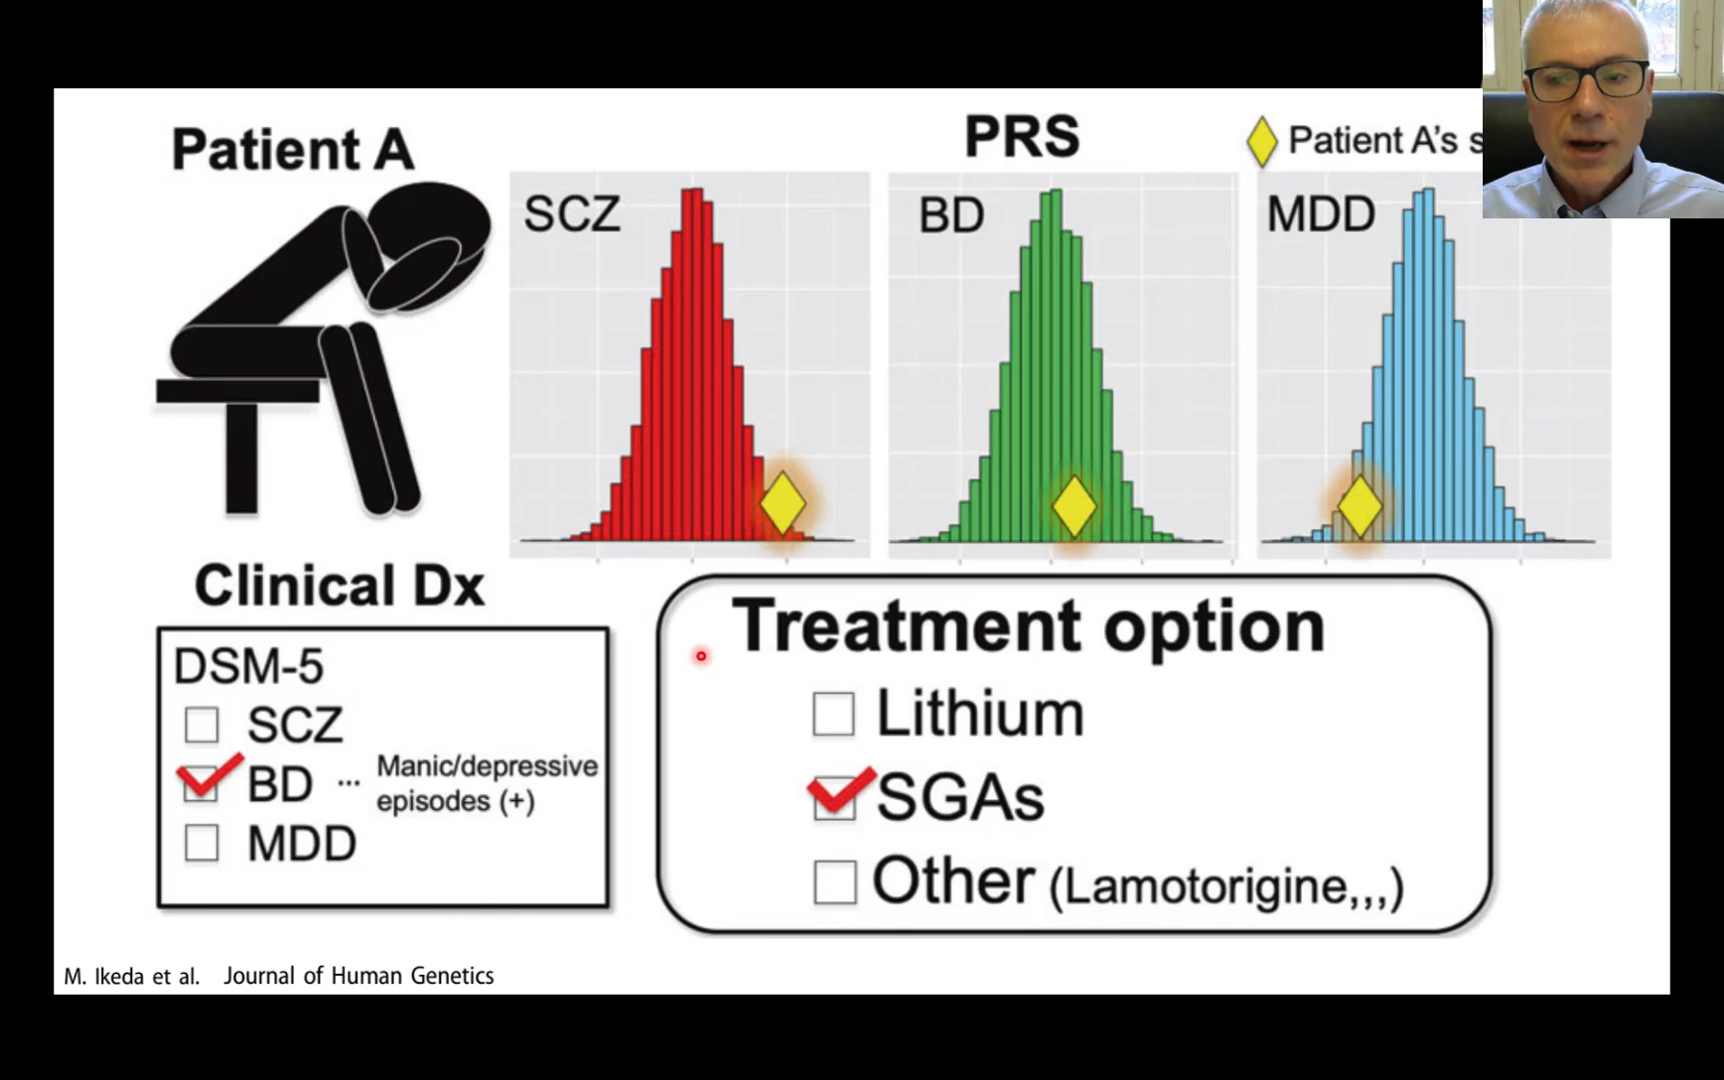 Patient A
PRS
Patient A's s
SCZ
BD
MDD
Clinical Dx
DSM-5
SCZ
BD ... Manic/depressive
episodes (+)
MDD
Treatment option
Lithium
SGAs
Other (Lamotorigine,,,)
M. Ikeda et al. Journal of Human Genetics